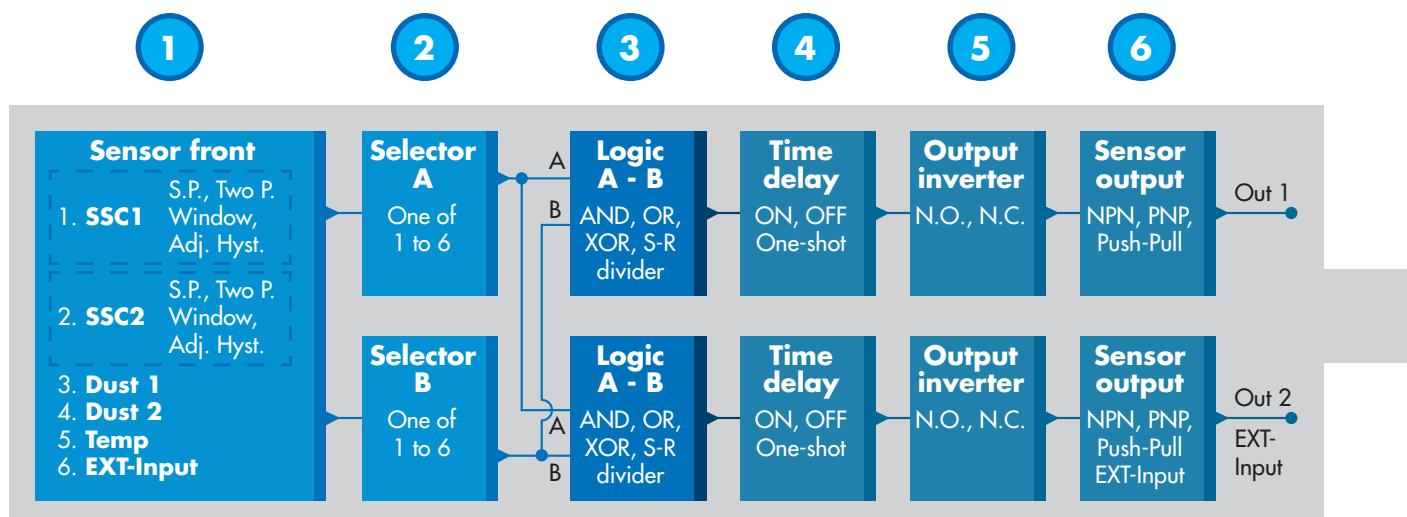 1
2
3
4
5
6
Sensor front
1. SSC1
S.P., Two P.
Window,
Adj. Hyst.
2. SSC2
S.P., Two P.
Window,
Adj. Hyst.
3. Dust 1
4. Dust 2
5. Temp
6. EXT-Input
Selector
A
One of
1 to 6
A
B
Logic
A - B
AND, OR,
XOR, S-R
divider
Time
delay
ON, OFF
One-shot
Output
inverter
N.O., N.C.
Sensor
output
NPN, PNP,
Push-Pull
Out 1
Selector
B
One of
1 to 6
A
B
Logic
A - B
AND, OR,
XOR, S-R
divider
Time
delay
ON, OFF
One-shot
Output
inverter
N.O., N.C.
Sensor
output
NPN, PNP,
Push-Pull
EXT-Input
Out 2
EXT-
Input